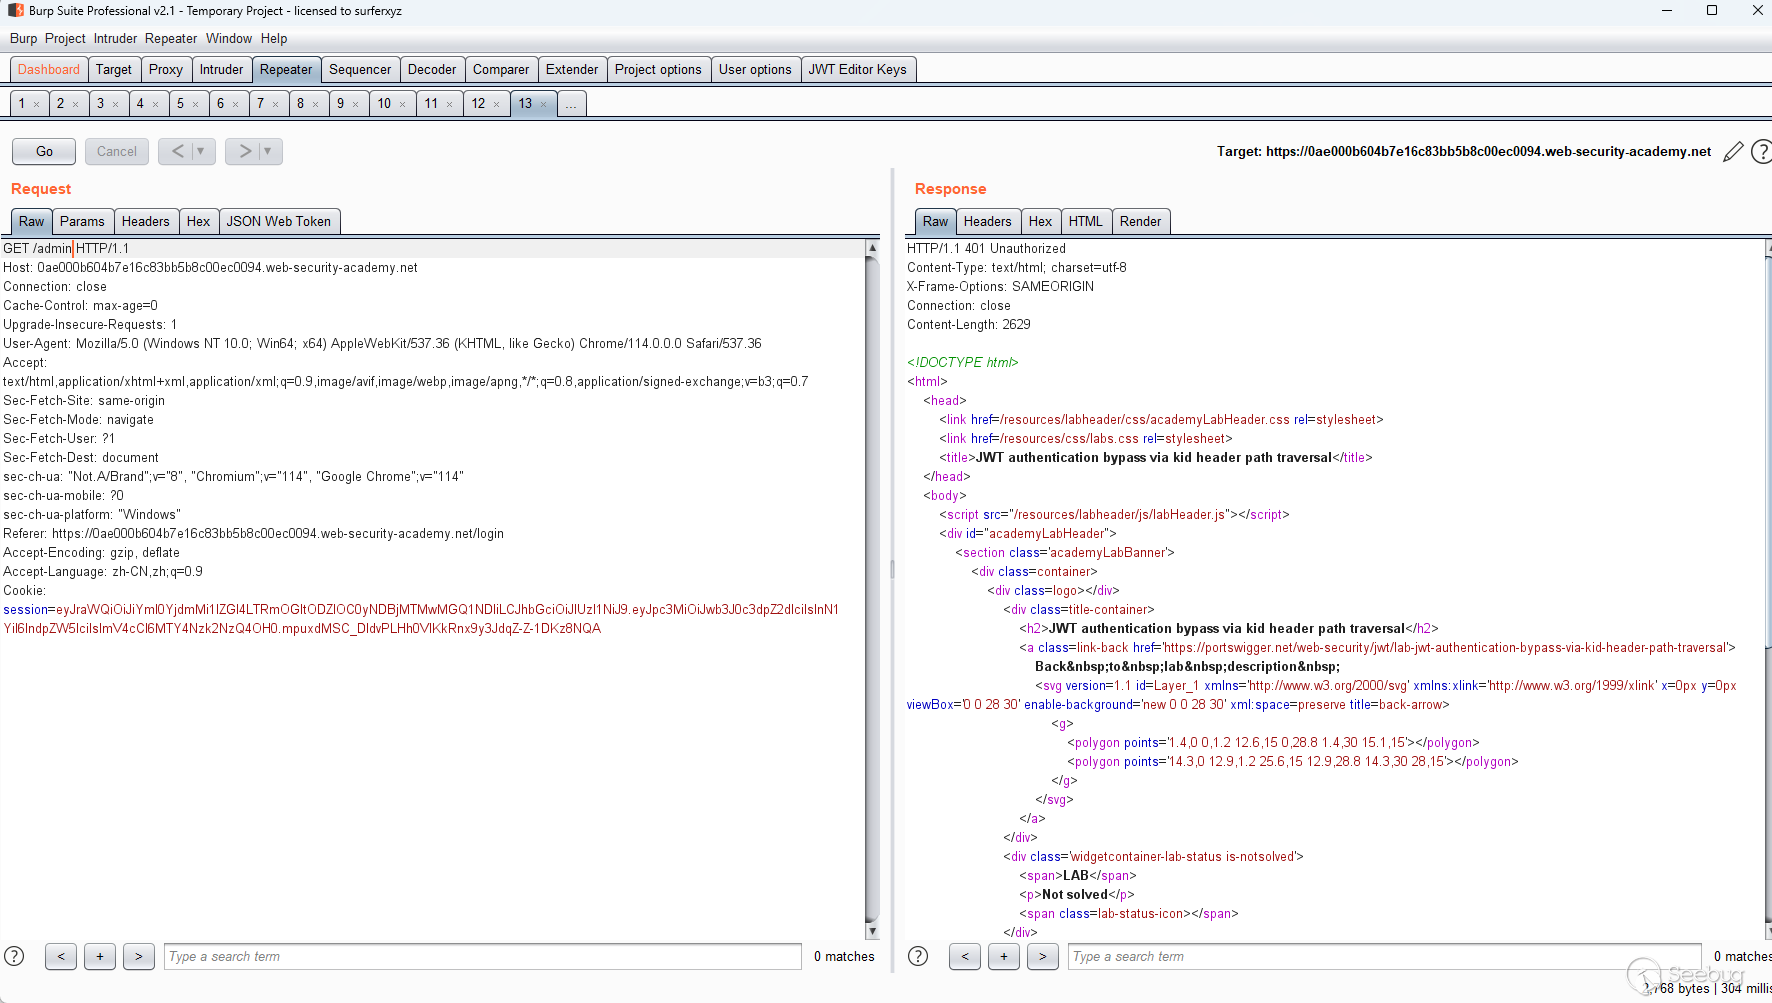 Burp Suite Professional v2.1 - Temporary Project - licensed to surferxyz
Burp Project Intruder Repeater Window Help
Dashboard Target Proxy Intruder Repeater Sequencer Decoder Comparer Extender Project options User options JWT Editor Keys
1 × 2 × 3 × 4 × 5 × 6 × 7 × 8 × 9 × 10 × 11 × 12 × 13 × ...
Go Cancel < ▼ > ▼
Target: https://0ae000b604b7e16c83bb5b8c00ec0094.web-security-academy.net
Request
Raw Params Headers Hex JSON Web Token
GET /admin HTTP/1.1
Host: 0ae000b604b7e16c83bb5b8c00ec0094.web-security-academy.net
Connection: close
Cache-Control: max-age=0
Upgrade-Insecure-Requests: 1
User-Agent: Mozilla/5.0 (Windows NT 10.0; Win64; x64) AppleWebKit/537.36 (KHTML, like Gecko) Chrome/114.0.0.0 Safari/537.36
Accept:
text/html,application/xhtml+xml,application/xml;q=0.9,image/avif,image/webp,image/apng,*/*;q=0.8,application/signed-exchange;v=b3;q=0.7
Sec-Fetch-Site: same-origin
Sec-Fetch-Mode: navigate
Sec-Fetch-User: ?1
Sec-Fetch-Dest: document
sec-ch-ua: "Not.A/Brand";v="8", "Chromium";v="114", "Google Chrome";v="114"
sec-ch-ua-mobile: ?0
sec-ch-ua-platform: "Windows"
Referer: https://0ae000b604b7e16c83bb5b8c00ec0094.web-security-academy.net/login
Accept-Encoding: gzip, deflate
Accept-Language: zh-CN,zh;q=0.9
Cookie:
session=eyJraWQiOiJiYmI0YjdmMi1lZGI4LTRmOGItODZlOC0yNDBjMTMwMGQ1NDIiLCJhbGciOiJIUzI1NiJ9.eyJpc3MiOiJwb3J0c3dpZ2dlciIsInN1
YiI6IndpZW5lciIsImV4cCI6MTY4Nzk2NzQ4OH0.mpuxdMSC_DIdvPLHh0VIKkRnx9y3JdqZ-Z-1DKz8NQA
< + > Type a search term 0 matches
Response
Raw Headers Hex HTML Render
HTTP/1.1 401 Unauthorized
Content-Type: text/html; charset=utf-8
X-Frame-Options: SAMEORIGIN
Connection: close
Content-Length: 2629
<!DOCTYPE html>
<html>
<head>
<link href=/resources/labheader/css/academyLabHeader.css rel=stylesheet>
<link href=/resources/css/labs.css rel=stylesheet>
<title>JWT authentication bypass via kid header path traversal</title>
</head>
<body>
<script src="/resources/labheader/js/labHeader.js"></script>
<div id="academyLabHeader">
<section class='academyLabBanner'>
<div class=container>
<div class=logo></div>
<div class=title-container>
<h2>JWT authentication bypass via kid header path traversal</h2>
<a class=link-back href='https://portswigger.net/web-security/jwt/lab-jwt-authentication-bypass-via-kid-header-path-traversal'>
Back&nbsp;to&nbsp;lab&nbsp;description&nbsp;
<svg version=1.1 id=Layer_1 xmlns='http://www.w3.org/2000/svg' xmlns:xlink='http://www.w3.org/1999/xlink' x=0px y=0px
viewBox='0 0 28 30' enable-background='new 0 0 28 30' xml:space=preserve title=back-arrow>
<g>
<polygon points='1.4,0 0,1.2 12.6,15 0,28.8 1.4,30 15.1,15'></polygon>
<polygon points='14.3,0 12.9,1.2 25.6,15 12.9,28.8 14.3,30 28,15'></polygon>
</g>
</svg>
</a>
</div>
<div class='widgetcontainer-lab-status is-notsolved'>
<span>LAB</span>
<p>Not solved</p>
<span class=lab-status-icon></span>
</div>
< + > Type a search term 0 matches
Seebug
2,768 bytes | 304 millis